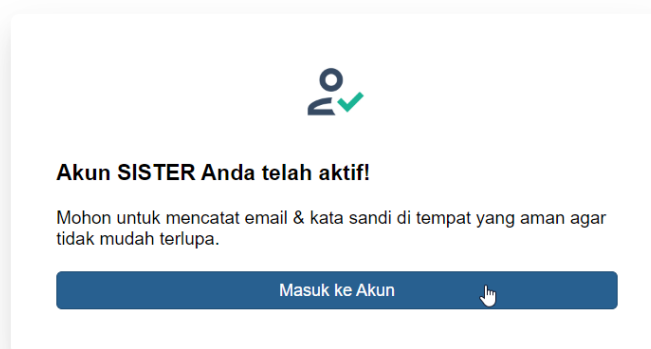 Akun SISTER Anda telah aktif!
Mohon untuk mencatat email & kata sandi di tempat yang aman agar
tidak mudah terlupa.
Masuk ke Akun